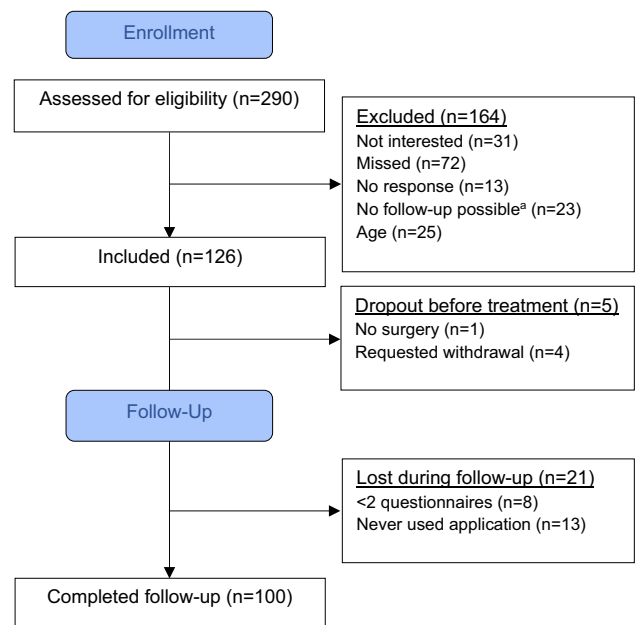 Enrollment
Assessed for eligibility (n=290)
Excluded (n=164)
Not interested (n=31)
Missed (n=72)
No response (n=13)
No follow-up possibleᵃ (n=23)
Age (n=25)
Included (n=126)
Dropout before treatment (n=5)
No surgery (n=1)
Requested withdrawal (n=4)
Follow-Up
Lost during follow-up (n=21)
<2 questionnaires (n=8)
Never used application (n=13)
Completed follow-up (n=100)